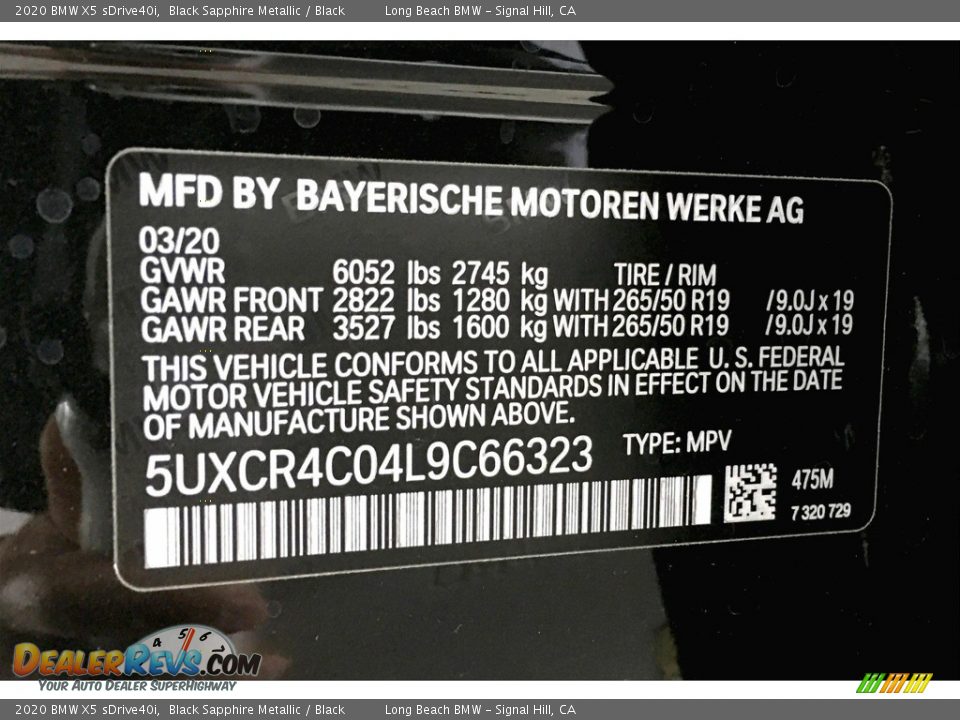 2020 BMW X5 sDrive40i, Black Sapphire Metallic / Black Long Beach BMW - Signal Hill, CA
MFD BY BAYERISCHE MOTOREN WERKE AG
03/20
GVWR 6052 lbs 2745 kg TIRE / RIM
GAWR FRONT 2822 lbs 1280 kg WITH 265/50 R19 /9.0J x 19
GAWR REAR 3527 lbs 1600 kg WITH 265/50 R19 /9.0J x 19
THIS VEHICLE CONFORMS TO ALL APPLICABLE U. S. FEDERAL
MOTOR VEHICLE SAFETY STANDARDS IN EFFECT ON THE DATE
OF MANUFACTURE SHOWN ABOVE.
5UXCR4C04L9C66323 TYPE: MPV
475M
7 320 729
4 5 6
DEALERREVS.COM
YOUR AUTO DEALER SUPERHIGHWAY
2020 BMW X5 sDrive40i, Black Sapphire Metallic / Black Long Beach BMW - Signal Hill, CA